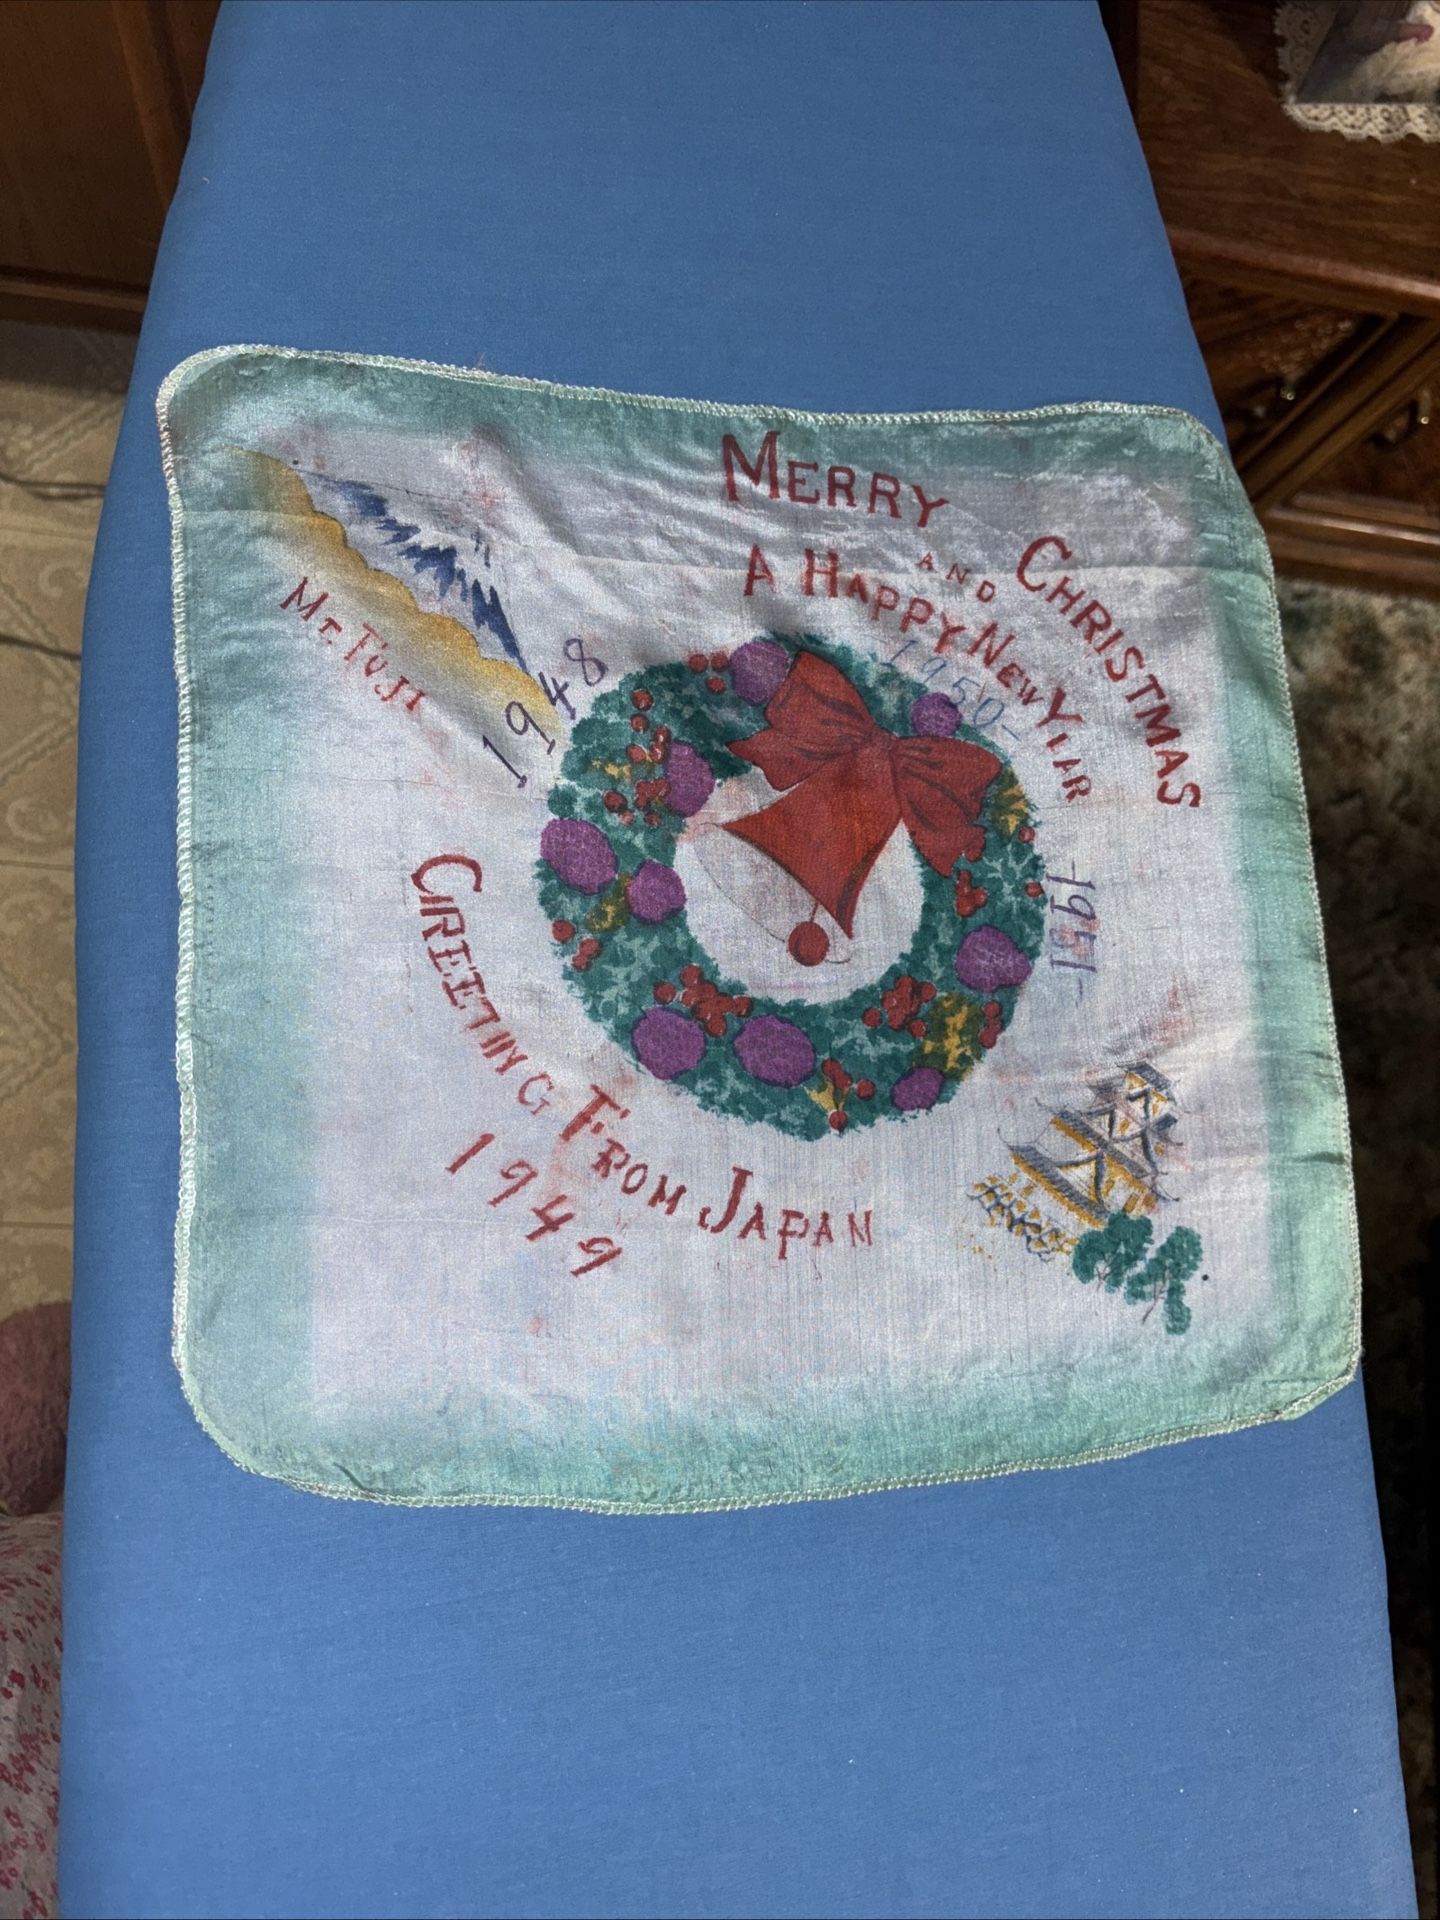 MERRY CHRISTMAS
AND
A HAPPY NEW YEAR
1950-
MT. FUJI
1948
-1951-
GREETING FROM JAPAN
1949